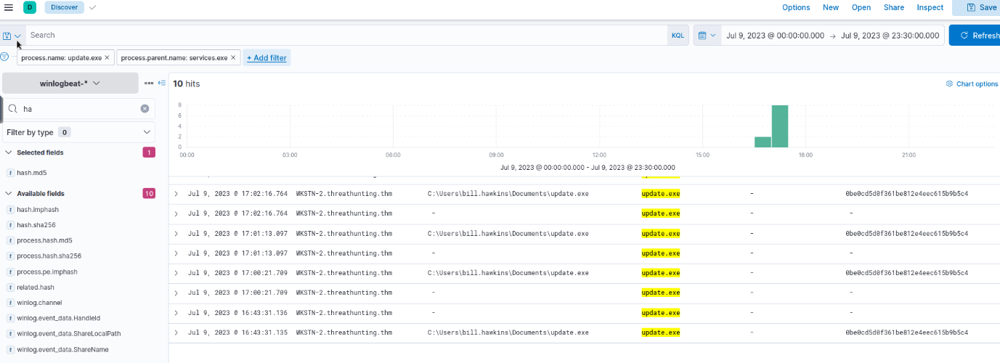 D Discover Options New Open Share Inspect Save
Search KQL Jul 9, 2023 @ 00:00:00.000 → Jul 9, 2023 @ 23:30:00.000 Refresh
process.name: update.exe × process.parent.name: services.exe × + Add filter
winlogbeat-*
10 hits
Chart options
ha
Filter by type 0
Selected fields 1
hash.md5
Available fields 10
hash.imphash
hash.sha256
process.hash.md5
process.hash.sha256
process.pe.imphash
related.hash
winlog.channel
winlog.event_data.HandleId
winlog.event_data.ShareLocalPath
winlog.event_data.ShareName
8
6
4
2
0
00:00 03:00 06:00 09:00 12:00 15:00 18:00 21:00
Jul 9, 2023 @ 00:00:00.000 - Jul 9, 2023 @ 23:30:00.000
Jul 9, 2023 @ 17:02:16.764 WKSTN-2.threathunting.thm C:\Users\bill.hawkins\Documents\update.exe update.exe - 0be0cd5d0f361be812e4eec615b9b5c4
Jul 9, 2023 @ 17:02:16.764 WKSTN-2.threathunting.thm - update.exe - -
Jul 9, 2023 @ 17:01:13.097 WKSTN-2.threathunting.thm C:\Users\bill.hawkins\Documents\update.exe update.exe - 0be0cd5d0f361be812e4eec615b9b5c4
Jul 9, 2023 @ 17:01:13.097 WKSTN-2.threathunting.thm - update.exe - -
Jul 9, 2023 @ 17:00:21.709 WKSTN-2.threathunting.thm C:\Users\bill.hawkins\Documents\update.exe update.exe - 0be0cd5d0f361be812e4eec615b9b5c4
Jul 9, 2023 @ 17:00:21.709 WKSTN-2.threathunting.thm - update.exe - -
Jul 9, 2023 @ 16:43:31.136 WKSTN-2.threathunting.thm - update.exe - -
Jul 9, 2023 @ 16:43:31.135 WKSTN-2.threathunting.thm C:\Users\bill.hawkins\Documents\update.exe update.exe - 0be0cd5d0f361be812e4eec615b9b5c4